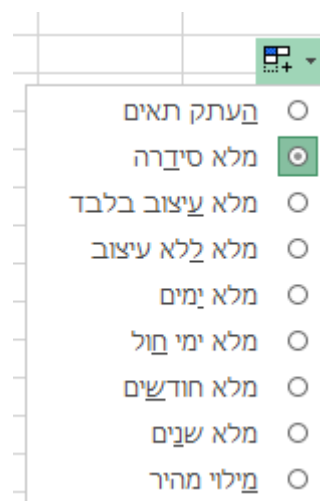 העתק תאים
מלא סידרה
מלא עיצוב בלבד
מלא ללא עיצוב
מלא ימים
מלא ימי חול
מלא חודשים
מלא שנים
מילוי מהיר